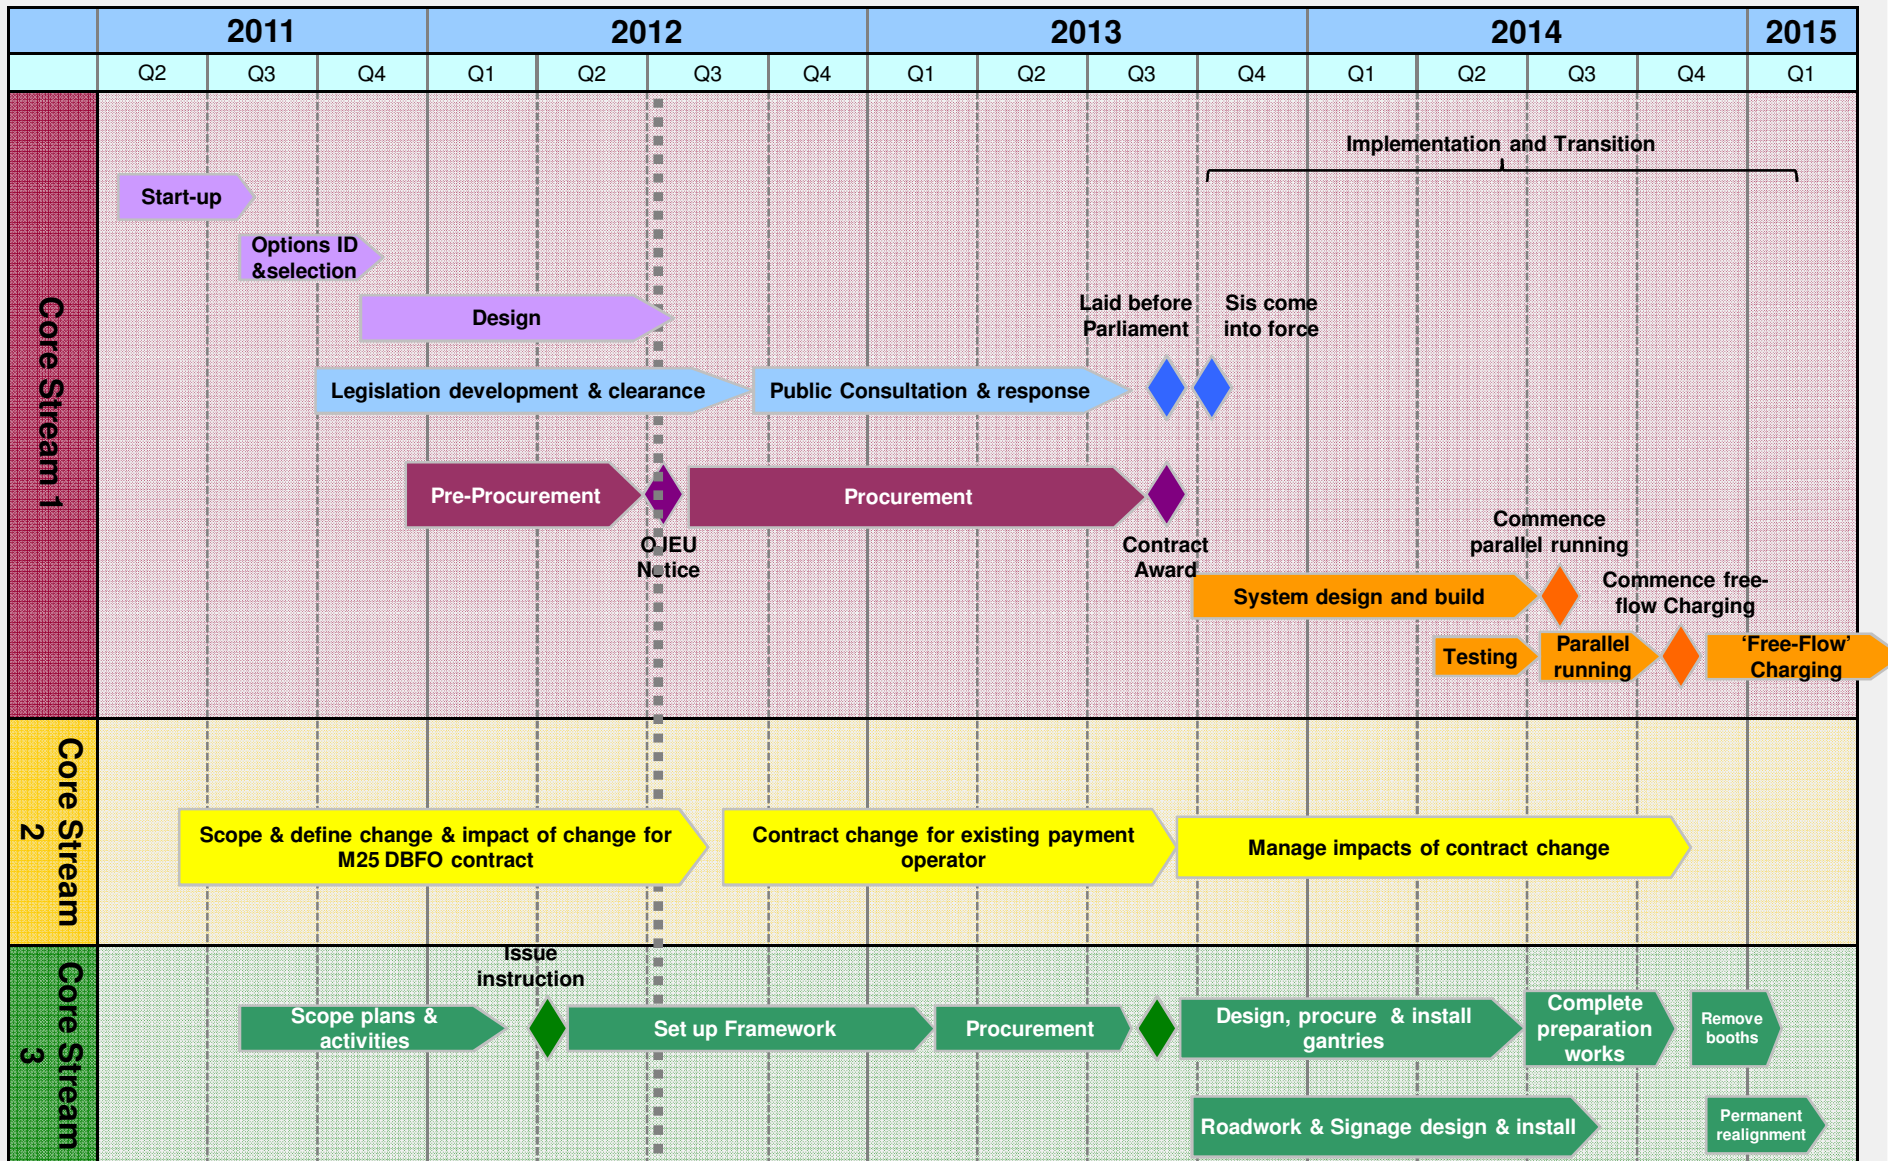 2011
2012
2013
2014
2015
Q2
Q3
Q4
Q1
Q2
Q3
Q4
Q1
Q2
Q3
Q4
Q1
Q2
Q3
Q4
Q1
Core Stream 1
Implementation and Transition
Start-up
Options ID
&selection
Design
Laid before
Parliament
Sis come
into force
Legislation development & clearance
Public Consultation & response
Pre-Procurement
Procurement
OJEU
Notice
Contract
Award
Commence
parallel running
System design and build
Commence free-
flow Charging
Testing
Parallel
running
‘Free-Flow’
Charging
Core Stream
2
Scope & define change & impact of change for
M25 DBFO contract
Contract change for existing payment
operator
Manage impacts of contract change
Core Stream
3
Issue
instruction
Scope plans &
activities
Set up Framework
Procurement
Design, procure & install
gantries
Complete
preparation
works
Remove
booths
Roadwork & Signage design & install
Permanent
realignment